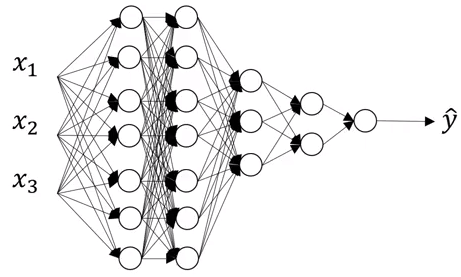 x₁
x₂
ŷ
x₃